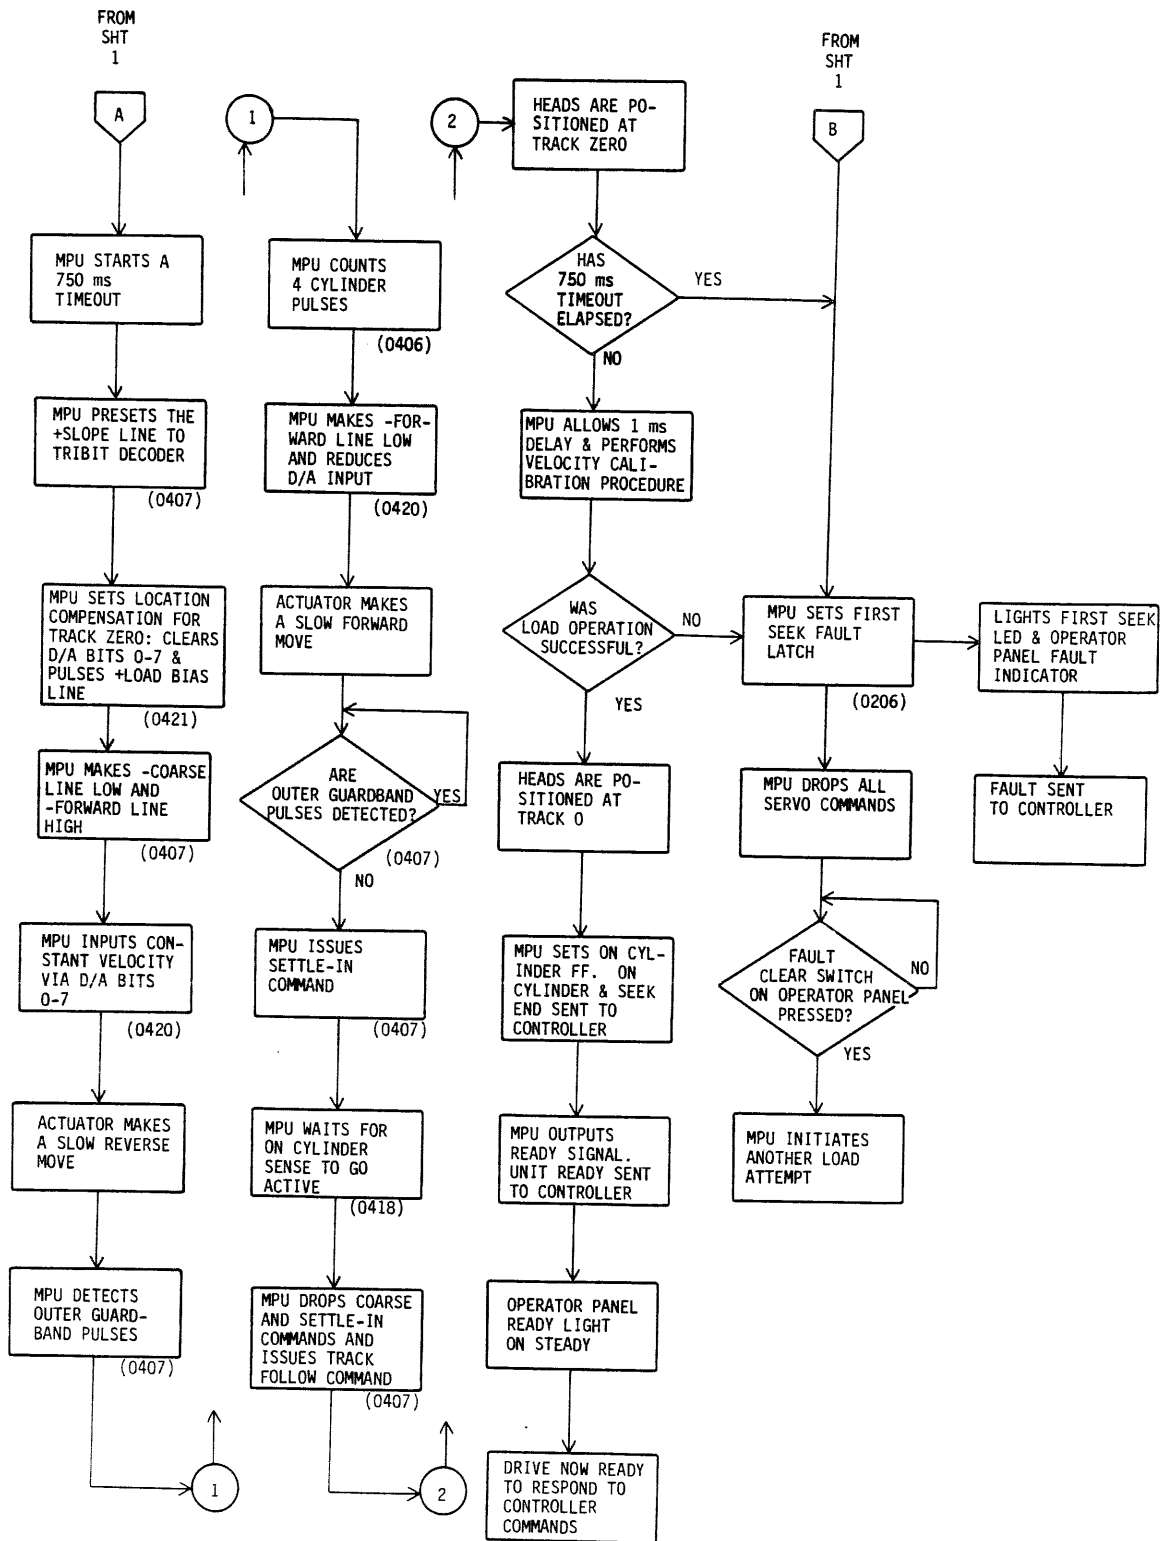 FROM
SHT
1
A
MPU STARTS A
750 ms
TIMEOUT
MPU PRESETS THE
+SLOPE LINE TO
TRIBIT DECODER
(0407)
MPU SETS LOCATION
COMPENSATION FOR
TRACK ZERO: CLEARS
D/A BITS 0-7 &
PULSES +LOAD BIAS
LINE
(0421)
MPU MAKES -COARSE
LINE LOW AND
-FORWARD LINE
HIGH
(0407)
MPU INPUTS CON-
STANT VELOCITY
VIA D/A BITS
0-7
(0420)
ACTUATOR MAKES
A SLOW REVERSE
MOVE
MPU DETECTS
OUTER GUARD-
BAND PULSES
(0407)
1
1
MPU COUNTS
4 CYLINDER
PULSES
(0406)
MPU MAKES -FOR-
WARD LINE LOW
AND REDUCES
D/A INPUT
(0420)
ACTUATOR MAKES
A SLOW FORWARD
MOVE
ARE
OUTER GUARDBAND
PULSES DETECTED?
YES
(0407)
NO
MPU ISSUES
SETTLE-IN
COMMAND
(0407)
MPU WAITS FOR
ON CYLINDER
SENSE TO GO
ACTIVE
(0418)
MPU DROPS COARSE
AND SETTLE-IN
COMMANDS AND
ISSUES TRACK
FOLLOW COMMAND
(0407)
2
2
HEADS ARE PO-
SITIONED AT
TRACK ZERO
HAS
750 ms
TIMEOUT
ELAPSED?
YES
NO
MPU ALLOWS 1 ms
DELAY & PERFORMS
VELOCITY CALI-
BRATION PROCEDURE
WAS
LOAD OPERATION
SUCCESSFUL?
NO
YES
HEADS ARE PO-
SITIONED AT
TRACK 0
MPU SETS ON CYL-
INDER FF. ON
CYLINDER & SEEK
END SENT TO
CONTROLLER
MPU OUTPUTS
READY SIGNAL.
UNIT READY SENT
TO CONTROLLER
OPERATOR PANEL
READY LIGHT
ON STEADY
DRIVE NOW READY
TO RESPOND TO
CONTROLLER
COMMANDS
FROM
SHT
1
B
MPU SETS FIRST
SEEK FAULT
LATCH
(0206)
MPU DROPS ALL
SERVO COMMANDS
FAULT
CLEAR SWITCH
ON OPERATOR PANEL
PRESSED?
NO
YES
MPU INITIATES
ANOTHER LOAD
ATTEMPT
LIGHTS FIRST SEEK
LED & OPERATOR
PANEL FAULT
INDICATOR
FAULT SENT
TO CONTROLLER